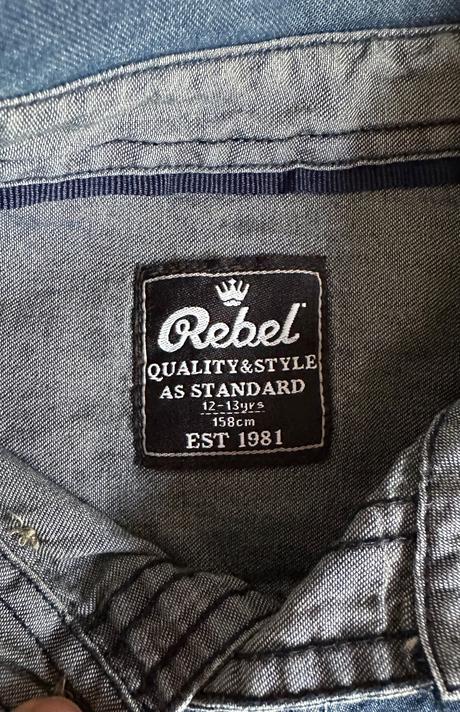 Rebel
QUALITY&STYLE
AS STANDARD
12-13yrs
158cm
EST 1981